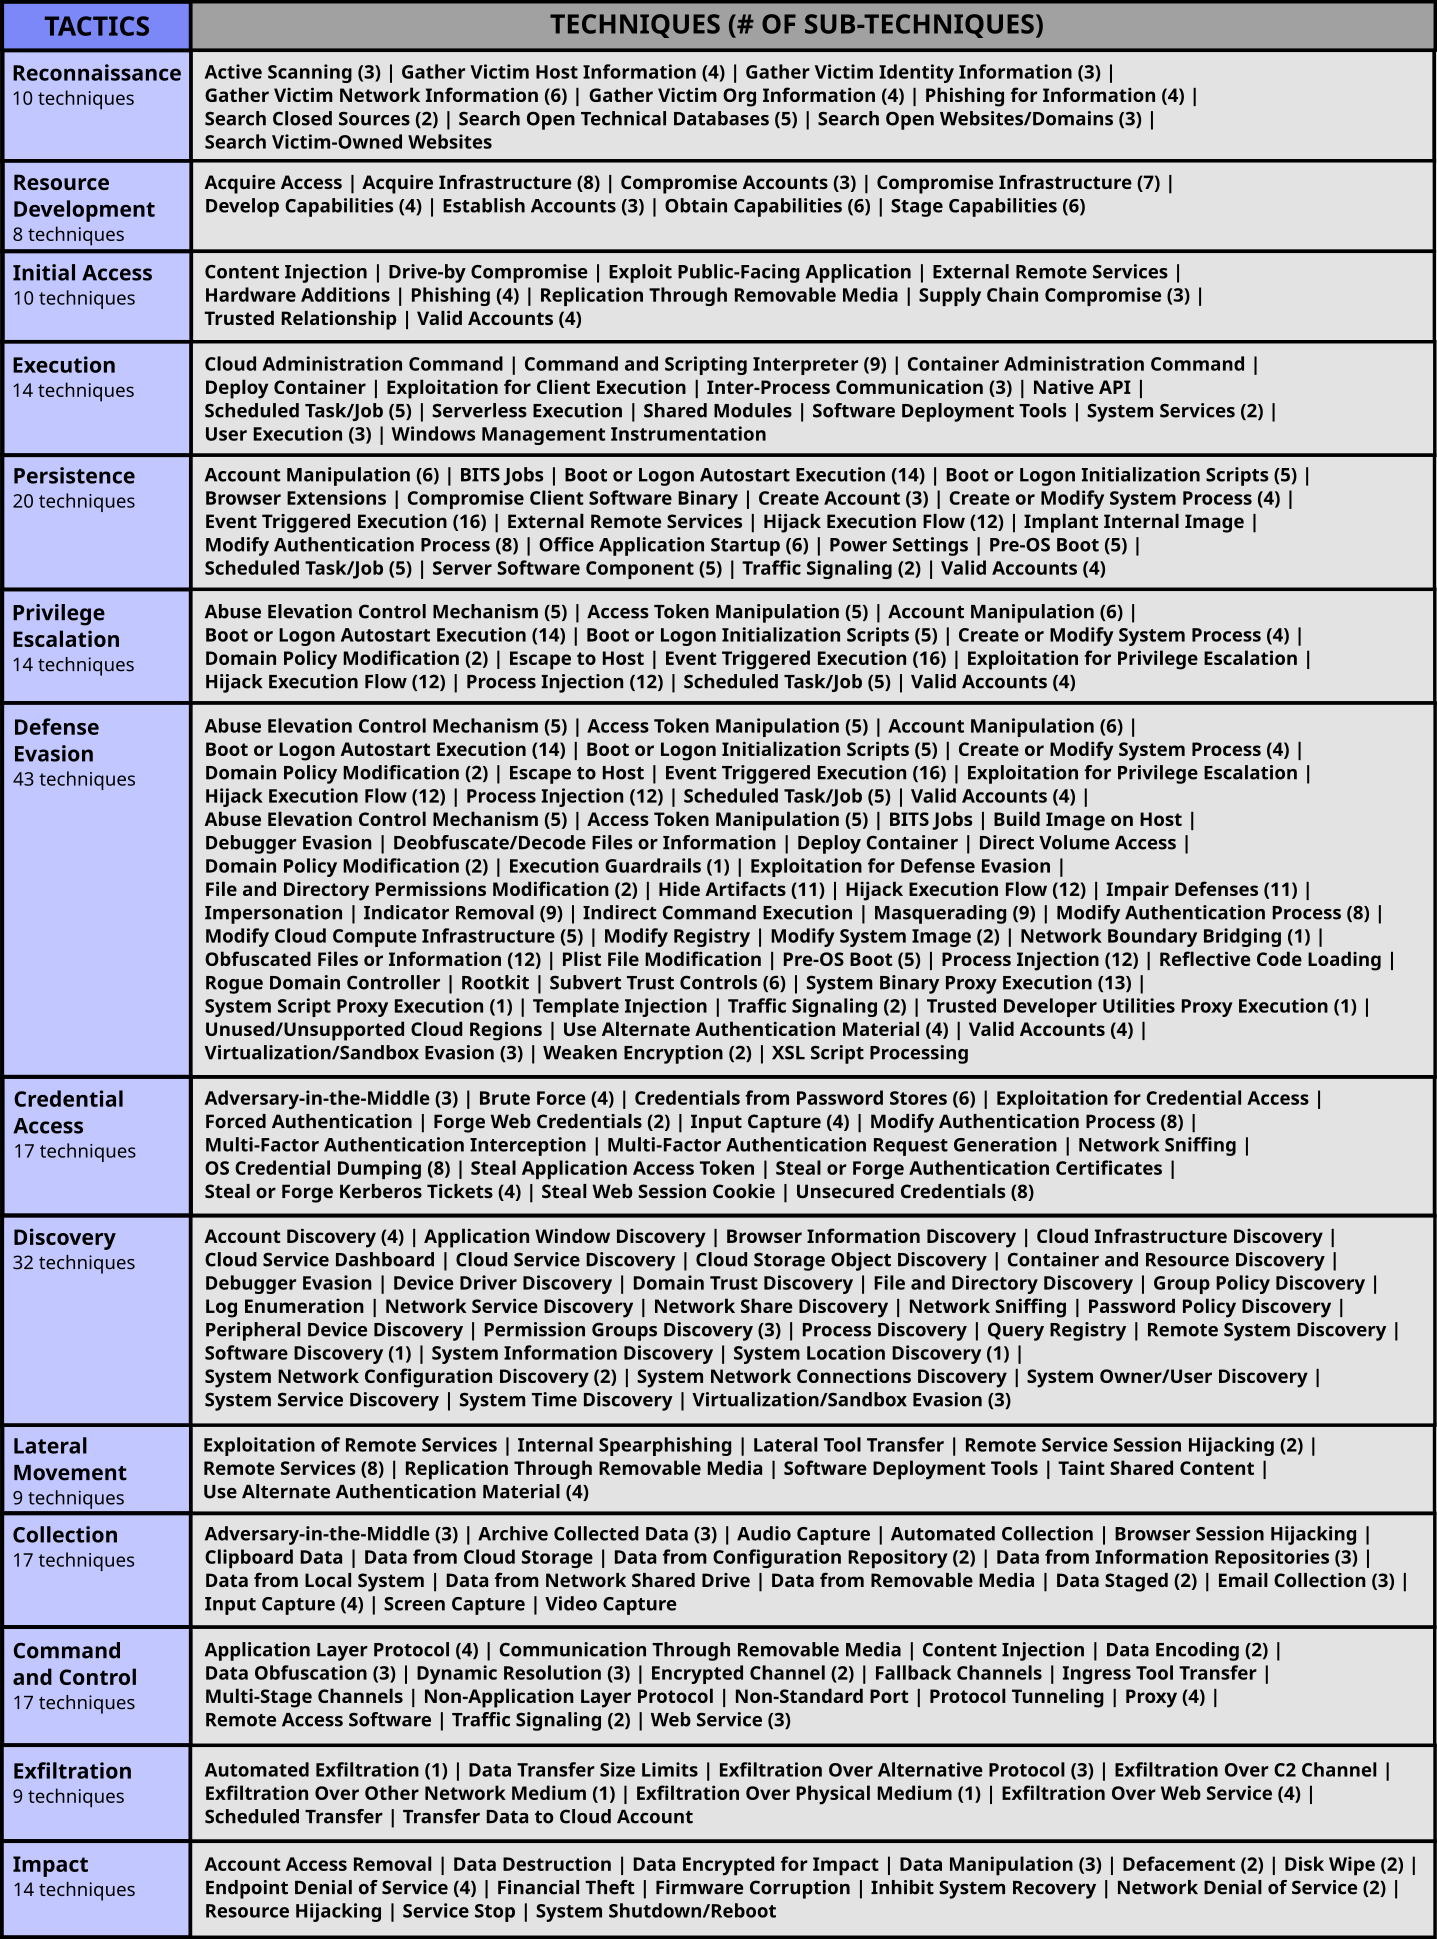 TACTICS
TECHNIQUES (# OF SUB-TECHNIQUES)
Reconnaissance
10 techniques
Active Scanning (3) | Gather Victim Host Information (4) | Gather Victim Identity Information (3) |
Gather Victim Network Information (6) | Gather Victim Org Information (4) | Phishing for Information (4) |
Search Closed Sources (2) | Search Open Technical Databases (5) | Search Open Websites/Domains (3) |
Search Victim-Owned Websites
Resource
Development
8 techniques
Acquire Access | Acquire Infrastructure (8) | Compromise Accounts (3) | Compromise Infrastructure (7) |
Develop Capabilities (4) | Establish Accounts (3) | Obtain Capabilities (6) | Stage Capabilities (6)
Initial Access
10 techniques
Content Injection | Drive-by Compromise | Exploit Public-Facing Application | External Remote Services |
Hardware Additions | Phishing (4) | Replication Through Removable Media | Supply Chain Compromise (3) |
Trusted Relationship | Valid Accounts (4)
Execution
14 techniques
Cloud Administration Command | Command and Scripting Interpreter (9) | Container Administration Command |
Deploy Container | Exploitation for Client Execution | Inter-Process Communication (3) | Native API |
Scheduled Task/Job (5) | Serverless Execution | Shared Modules | Software Deployment Tools | System Services (2) |
User Execution (3) | Windows Management Instrumentation
Persistence
20 techniques
Account Manipulation (6) | BITS Jobs | Boot or Logon Autostart Execution (14) | Boot or Logon Initialization Scripts (5) |
Browser Extensions | Compromise Client Software Binary | Create Account (3) | Create or Modify System Process (4) |
Event Triggered Execution (16) | External Remote Services | Hijack Execution Flow (12) | Implant Internal Image |
Modify Authentication Process (8) | Office Application Startup (6) | Power Settings | Pre-OS Boot (5) |
Scheduled Task/Job (5) | Server Software Component (5) | Traffic Signaling (2) | Valid Accounts (4)
Privilege
Escalation
14 techniques
Abuse Elevation Control Mechanism (5) | Access Token Manipulation (5) | Account Manipulation (6) |
Boot or Logon Autostart Execution (14) | Boot or Logon Initialization Scripts (5) | Create or Modify System Process (4) |
Domain Policy Modification (2) | Escape to Host | Event Triggered Execution (16) | Exploitation for Privilege Escalation |
Hijack Execution Flow (12) | Process Injection (12) | Scheduled Task/Job (5) | Valid Accounts (4)
Defense
Evasion
43 techniques
Abuse Elevation Control Mechanism (5) | Access Token Manipulation (5) | Account Manipulation (6) |
Boot or Logon Autostart Execution (14) | Boot or Logon Initialization Scripts (5) | Create or Modify System Process (4) |
Domain Policy Modification (2) | Escape to Host | Event Triggered Execution (16) | Exploitation for Privilege Escalation |
Hijack Execution Flow (12) | Process Injection (12) | Scheduled Task/Job (5) | Valid Accounts (4) |
Abuse Elevation Control Mechanism (5) | Access Token Manipulation (5) | BITS Jobs | Build Image on Host |
Debugger Evasion | Deobfuscate/Decode Files or Information | Deploy Container | Direct Volume Access |
Domain Policy Modification (2) | Execution Guardrails (1) | Exploitation for Defense Evasion |
File and Directory Permissions Modification (2) | Hide Artifacts (11) | Hijack Execution Flow (12) | Impair Defenses (11) |
Impersonation | Indicator Removal (9) | Indirect Command Execution | Masquerading (9) | Modify Authentication Process (8) |
Modify Cloud Compute Infrastructure (5) | Modify Registry | Modify System Image (2) | Network Boundary Bridging (1) |
Obfuscated Files or Information (12) | Plist File Modification | Pre-OS Boot (5) | Process Injection (12) | Reflective Code Loading |
Rogue Domain Controller | Rootkit | Subvert Trust Controls (6) | System Binary Proxy Execution (13) |
System Script Proxy Execution (1) | Template Injection | Traffic Signaling (2) | Trusted Developer Utilities Proxy Execution (1) |
Unused/Unsupported Cloud Regions | Use Alternate Authentication Material (4) | Valid Accounts (4) |
Virtualization/Sandbox Evasion (3) | Weaken Encryption (2) | XSL Script Processing
Credential
Access
17 techniques
Adversary-in-the-Middle (3) | Brute Force (4) | Credentials from Password Stores (6) | Exploitation for Credential Access |
Forced Authentication | Forge Web Credentials (2) | Input Capture (4) | Modify Authentication Process (8) |
Multi-Factor Authentication Interception | Multi-Factor Authentication Request Generation | Network Sniffing |
OS Credential Dumping (8) | Steal Application Access Token | Steal or Forge Authentication Certificates |
Steal or Forge Kerberos Tickets (4) | Steal Web Session Cookie | Unsecured Credentials (8)
Discovery
32 techniques
Account Discovery (4) | Application Window Discovery | Browser Information Discovery | Cloud Infrastructure Discovery |
Cloud Service Dashboard | Cloud Service Discovery | Cloud Storage Object Discovery | Container and Resource Discovery |
Debugger Evasion | Device Driver Discovery | Domain Trust Discovery | File and Directory Discovery | Group Policy Discovery |
Log Enumeration | Network Service Discovery | Network Share Discovery | Network Sniffing | Password Policy Discovery |
Peripheral Device Discovery | Permission Groups Discovery (3) | Process Discovery | Query Registry | Remote System Discovery |
Software Discovery (1) | System Information Discovery | System Location Discovery (1) |
System Network Configuration Discovery (2) | System Network Connections Discovery | System Owner/User Discovery |
System Service Discovery | System Time Discovery | Virtualization/Sandbox Evasion (3)
Lateral
Movement
9 techniques
Exploitation of Remote Services | Internal Spearphishing | Lateral Tool Transfer | Remote Service Session Hijacking (2) |
Remote Services (8) | Replication Through Removable Media | Software Deployment Tools | Taint Shared Content |
Use Alternate Authentication Material (4)
Collection
17 techniques
Adversary-in-the-Middle (3) | Archive Collected Data (3) | Audio Capture | Automated Collection | Browser Session Hijacking |
Clipboard Data | Data from Cloud Storage | Data from Configuration Repository (2) | Data from Information Repositories (3) |
Data from Local System | Data from Network Shared Drive | Data from Removable Media | Data Staged (2) | Email Collection (3) |
Input Capture (4) | Screen Capture | Video Capture
Command
and Control
17 techniques
Application Layer Protocol (4) | Communication Through Removable Media | Content Injection | Data Encoding (2) |
Data Obfuscation (3) | Dynamic Resolution (3) | Encrypted Channel (2) | Fallback Channels | Ingress Tool Transfer |
Multi-Stage Channels | Non-Application Layer Protocol | Non-Standard Port | Protocol Tunneling | Proxy (4) |
Remote Access Software | Traffic Signaling (2) | Web Service (3)
Exfiltration
9 techniques
Automated Exfiltration (1) | Data Transfer Size Limits | Exfiltration Over Alternative Protocol (3) | Exfiltration Over C2 Channel |
Exfiltration Over Other Network Medium (1) | Exfiltration Over Physical Medium (1) | Exfiltration Over Web Service (4) |
Scheduled Transfer | Transfer Data to Cloud Account
Impact
14 techniques
Account Access Removal | Data Destruction | Data Encrypted for Impact | Data Manipulation (3) | Defacement (2) | Disk Wipe (2) |
Endpoint Denial of Service (4) | Financial Theft | Firmware Corruption | Inhibit System Recovery | Network Denial of Service (2) |
Resource Hijacking | Service Stop | System Shutdown/Reboot